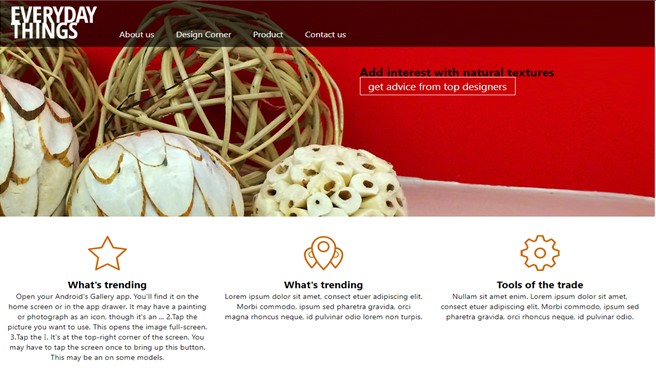 EVERYDAY
THINGS
About us Design Corner Product Contact us
Add interest with natural textures
get advice from top designers
What's trending
Open your Android's Gallery app. You'll find it on the
home screen or in the app drawer. It may have a painting
or photograph as an icon, though it's an ... 2.Tap the
picture you want to use. This opens the image full-screen.
3.Tap the ⁝. It's at the top-right corner of the screen. You
may have to tap the screen once to bring up this button.
This may be an on some models.
What's trending
Lorem ipsum dolor sit amet, consect etuer adipiscing elit.
Morbi commodo, ipsum sed pharetra gravida, orci
magna rhoncus neque, id pulvinar odio lorem non turpis.
Tools of the trade
Nullam sit amet enim. Lorem ipsum dolor sit amet,
consect etuer adipiscing elit. Morbi commodo, ipsum sed
pharetra gravida, orci rhoncus neque, id pulvinar odio.